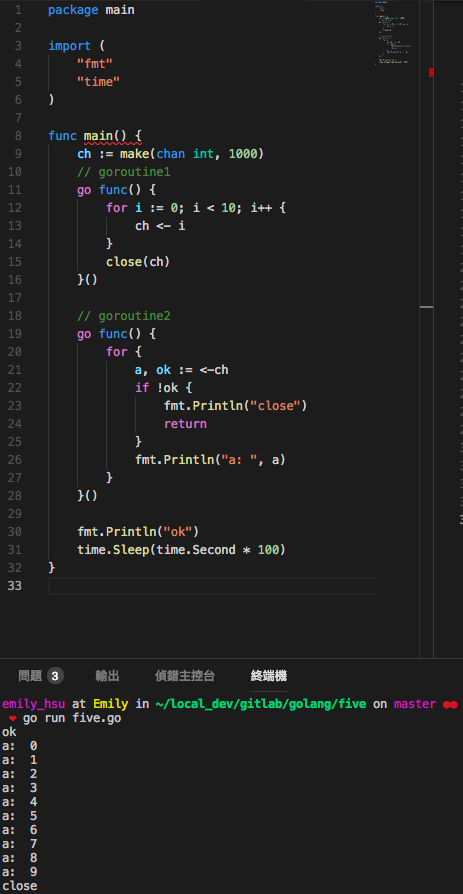 1 package main
2
3 import (
4     "fmt"
5     "time"
6 )
7
8 func main() {
9     ch := make(chan int, 1000)
10     // goroutine1
11     go func() {
12         for i := 0; i < 10; i++ {
13             ch <- i
14         }
15         close(ch)
16     }()
17
18     // goroutine2
19     go func() {
20         for {
21             a, ok := <-ch
22             if !ok {
23                 fmt.Println("close")
24                 return
25             }
26             fmt.Println("a: ", a)
27         }
28     }()
29
30     fmt.Println("ok")
31     time.Sleep(time.Second * 100)
32 }
33
問題 3 輸出 偵錯主控台 終端機
emily_hsu at Emily in ~/local_dev/gitlab/golang/five on master ●●
♥ go run five.go
ok
a:  0
a:  1
a:  2
a:  3
a:  4
a:  5
a:  6
a:  7
a:  8
a:  9
close